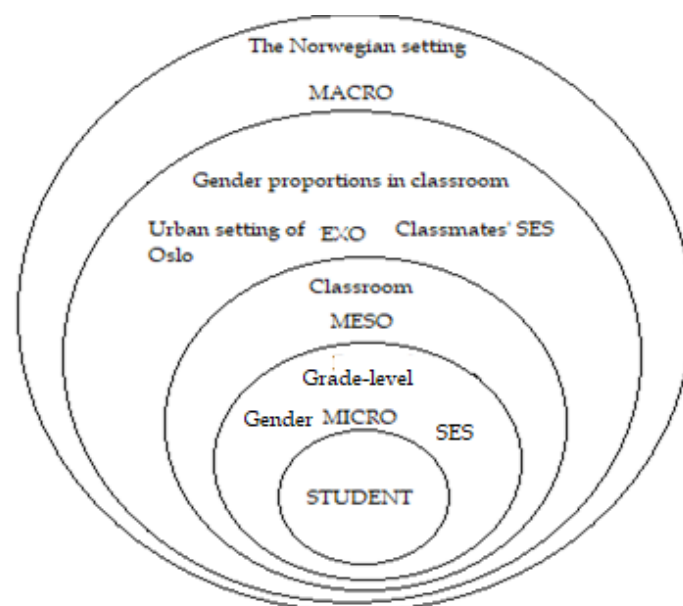 The Norwegian setting
MACRO
Gender proportions in classroom
Urban setting of EXO Classmates' SES
Oslo
Classroom
MESO
Grade-level
Gender MICRO
SES
STUDENT